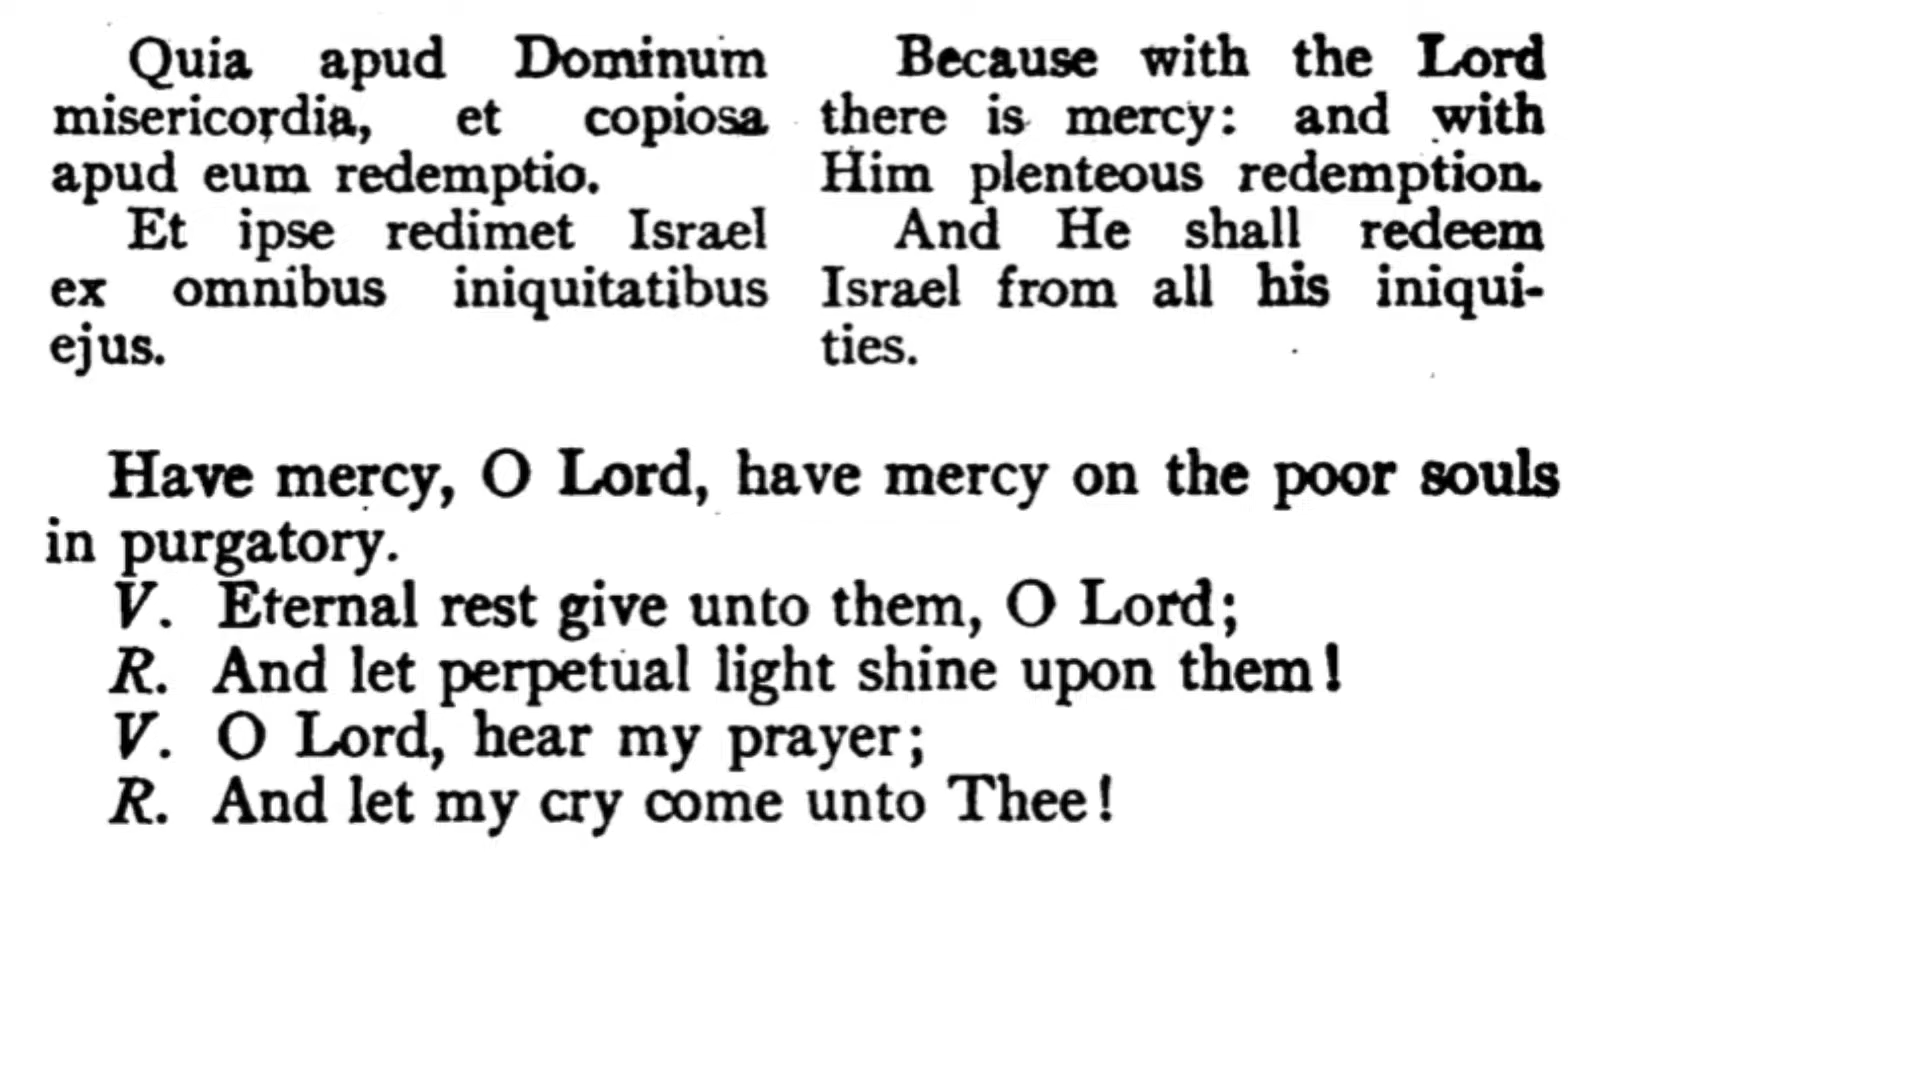 Quia apud Dominum
misericordia, et copiosa
apud eum redemptio.
Et ipse redimet Israel
ex omnibus iniquitatibus
ejus.
Because with the Lord
there is mercy: and with
Him plenteous redemption.
And He shall redeem
Israel from all his iniqui-
ties.
Have mercy, O Lord, have mercy on the poor souls
in purgatory.
V. Eternal rest give unto them, O Lord;
R. And let perpetual light shine upon them!
V. O Lord, hear my prayer;
R. And let my cry come unto Thee!